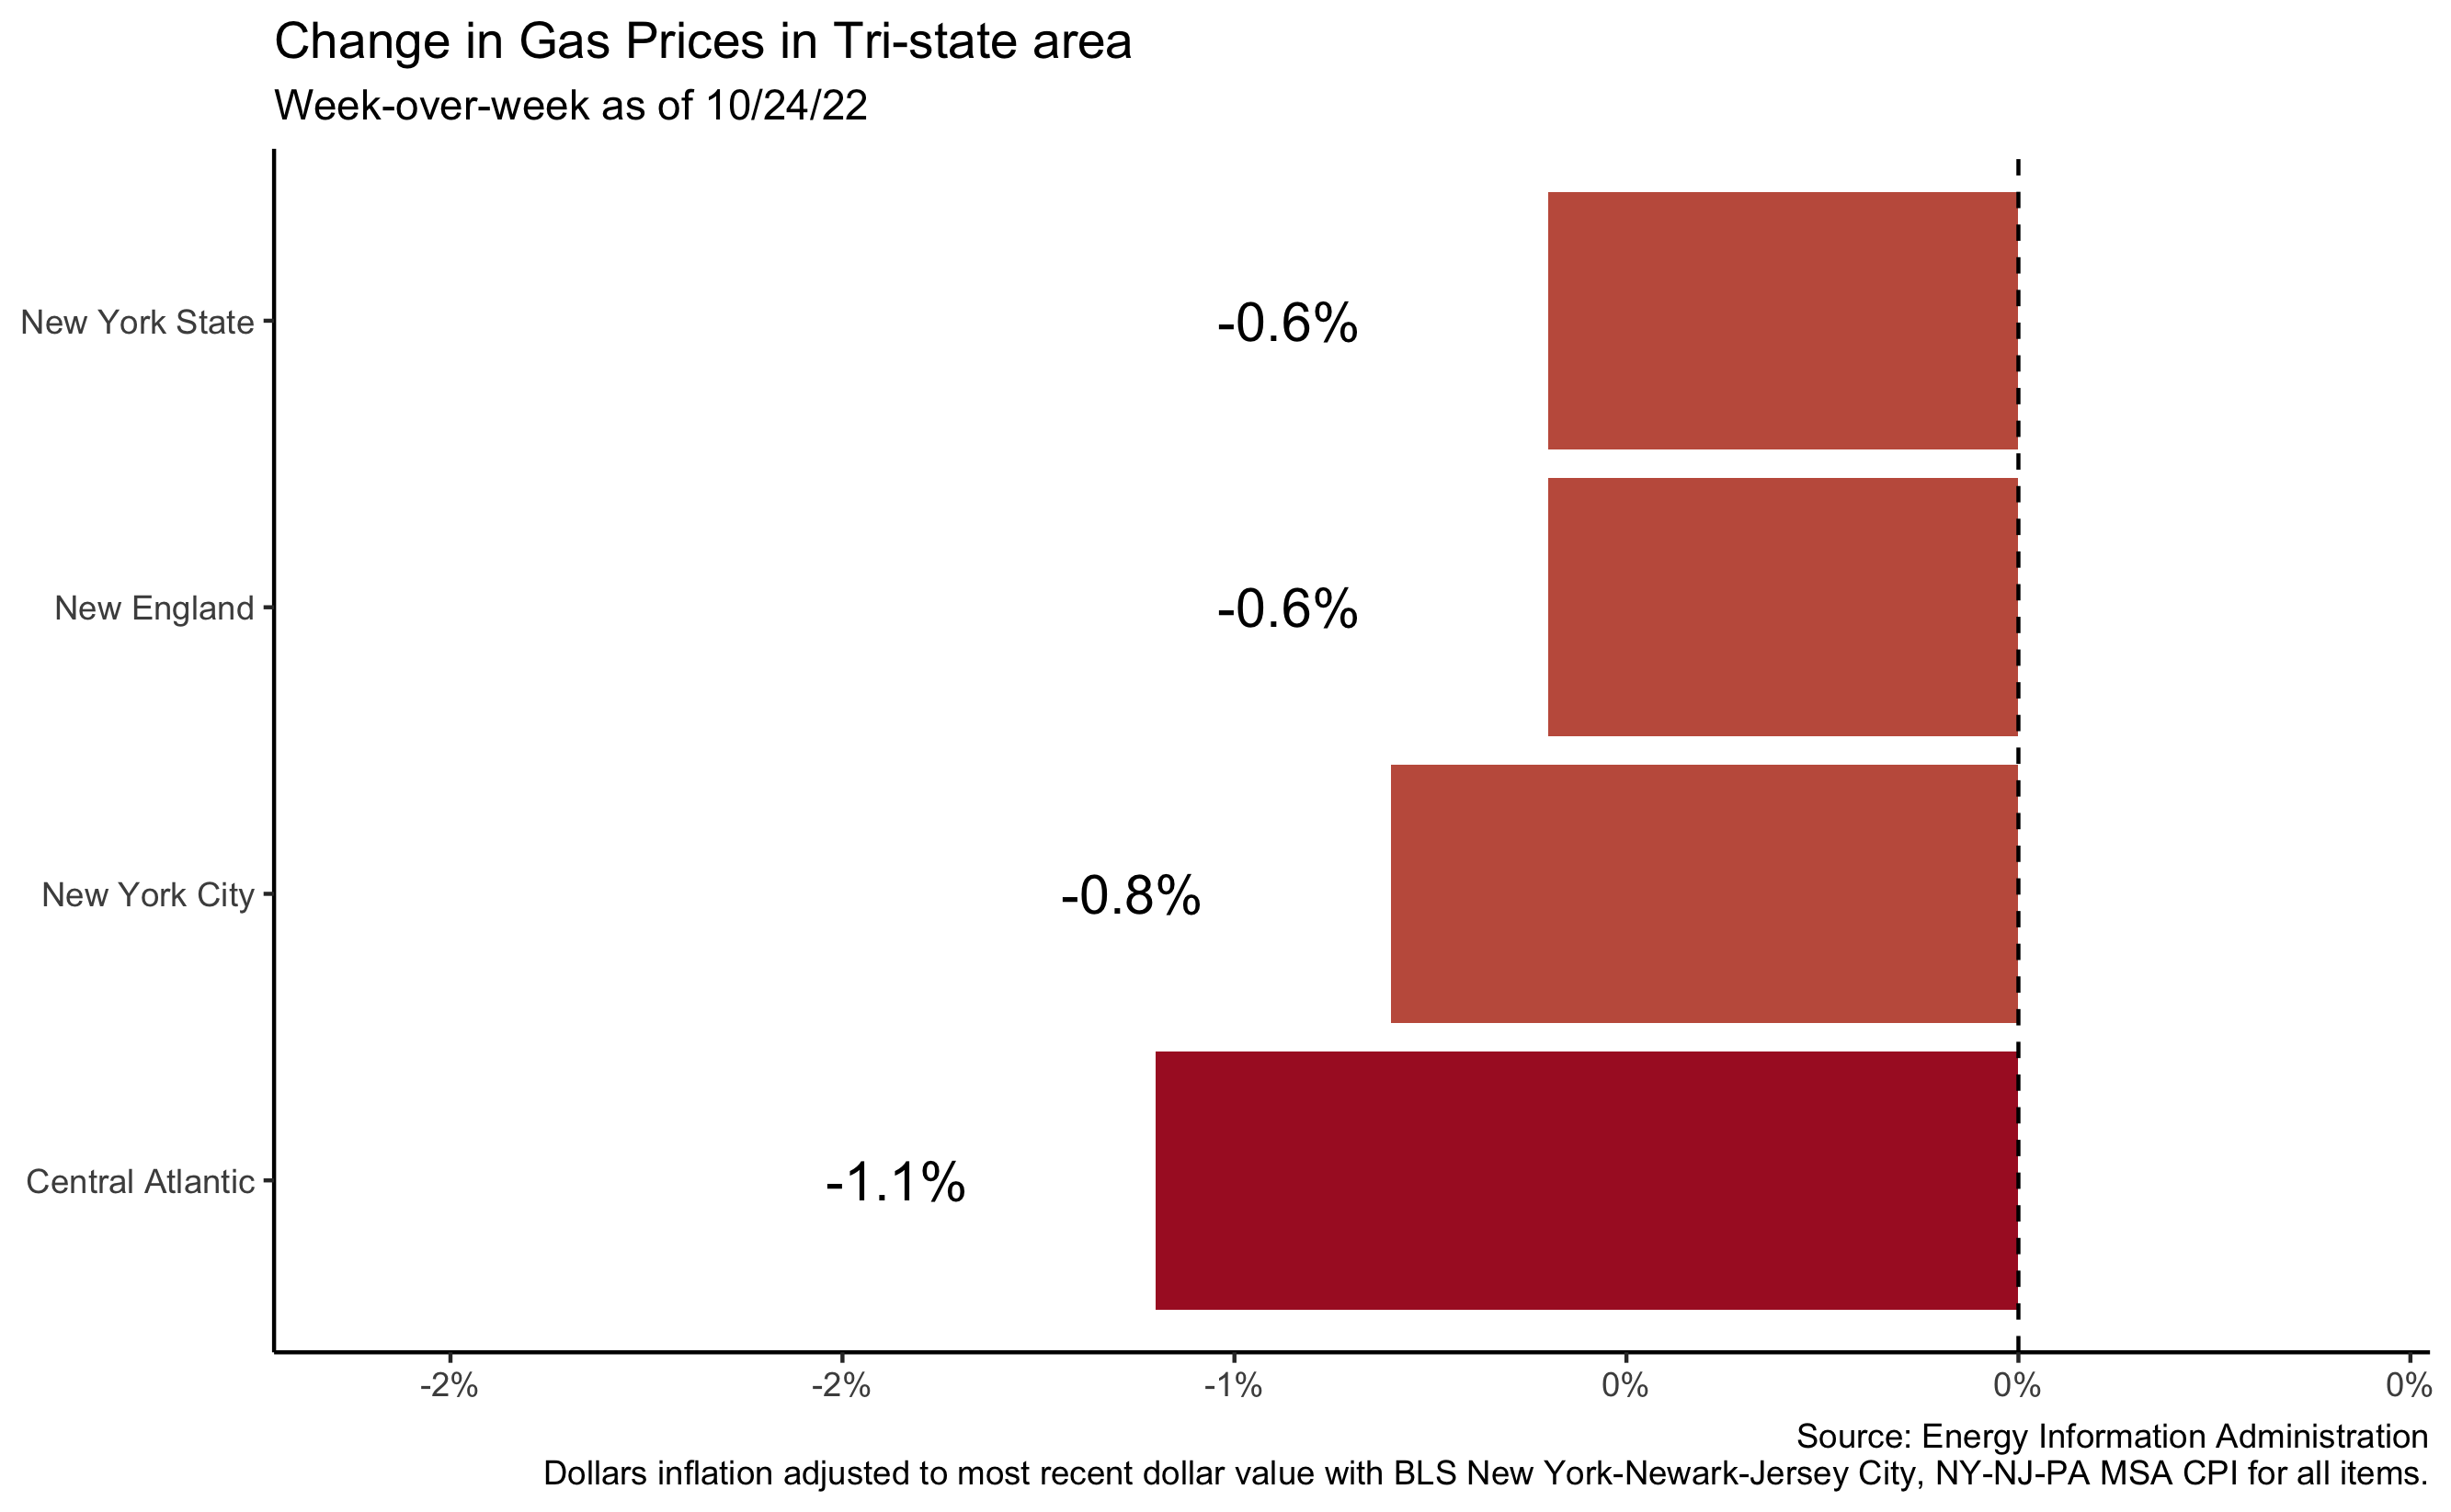 Change in Gas Prices in Tri-state area
Week-over-week as of 10/24/22
New York State
-0.6%
New England
-0.6%
New York City
-0.8%
Central Atlantic
-1.1%
-2%
-2%
-1%
0%
0%
0%
Source: Energy Information Administration
Dollars inflation adjusted to most recent dollar value with BLS New York-Newark-Jersey City, NY-NJ-PA MSA CPI for all items.